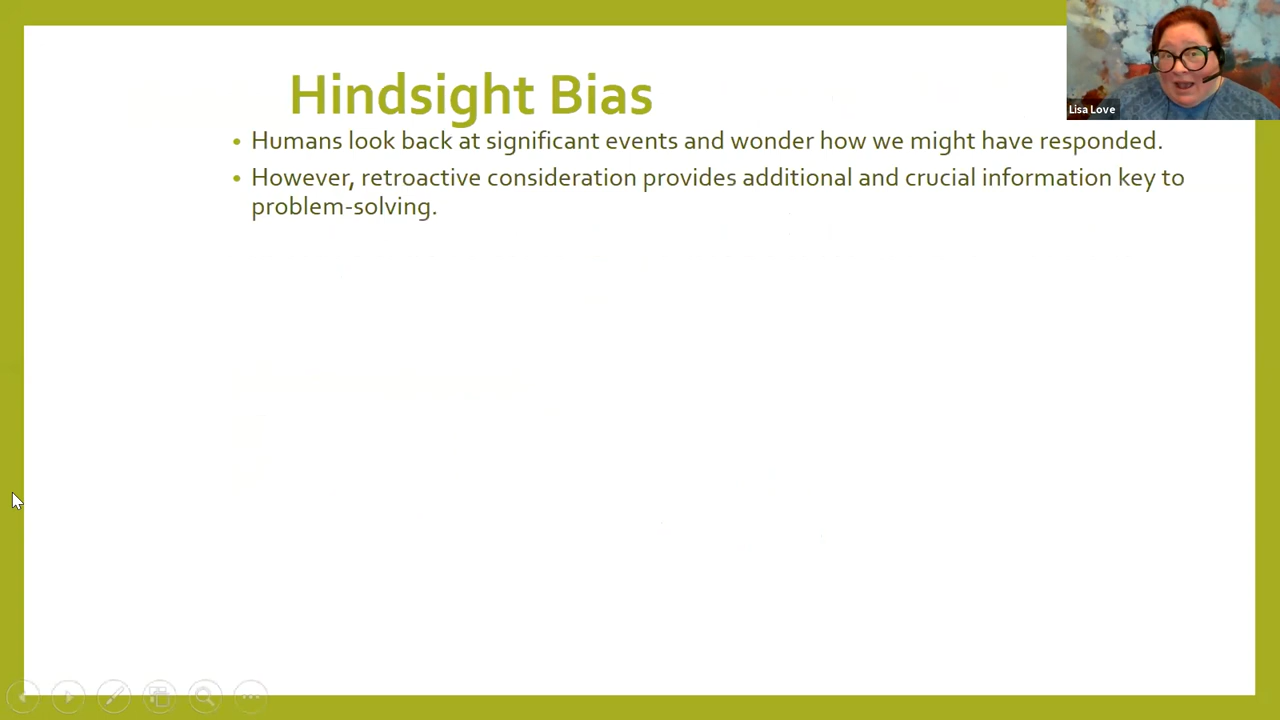 Hindsight Bias
Lisa Love
• Humans look back at significant events and wonder how we might have responded.
• However, retroactive consideration provides additional and crucial information key to
problem-solving.